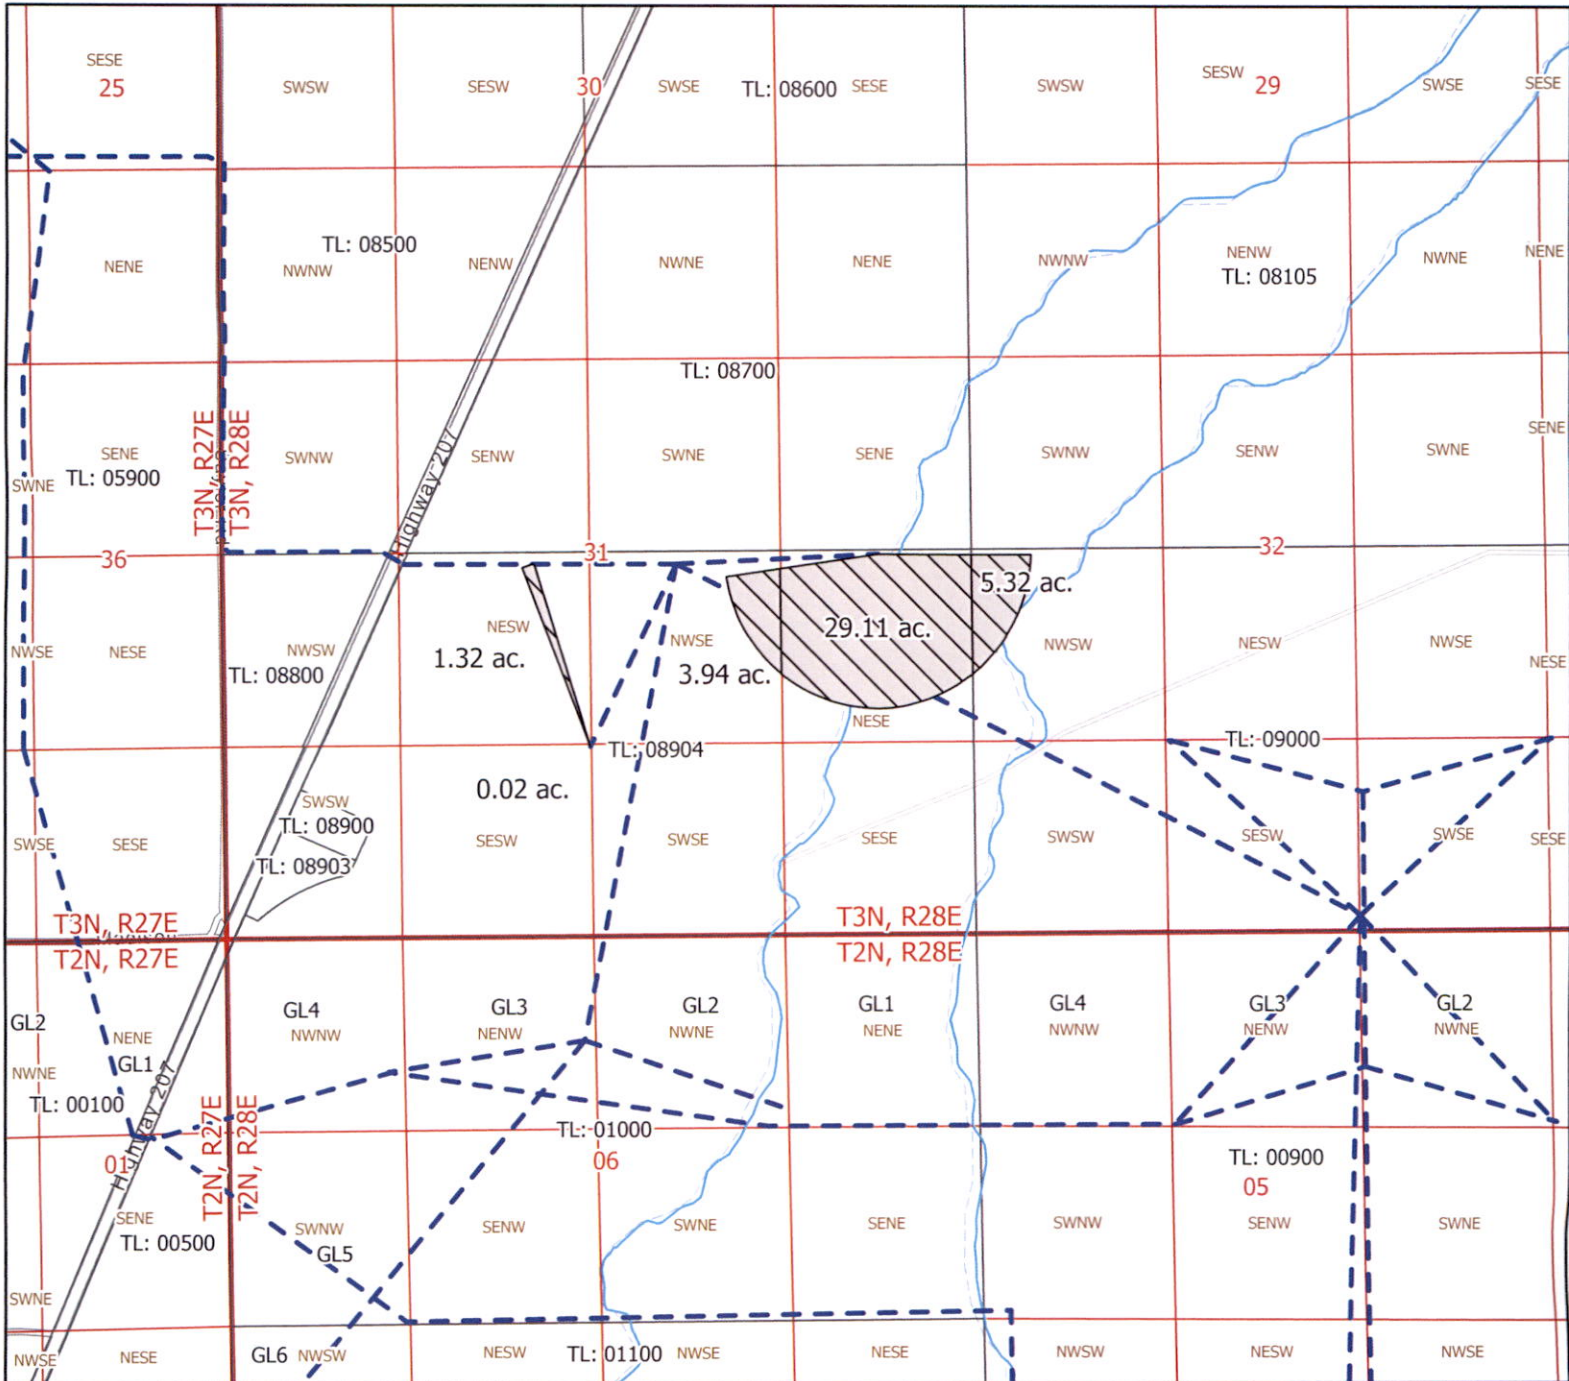 SESE
25
SWSW
SESW
30
SWSE
TL: 08600
SESE
SWSW
SESW
29
SWSE
SESE
NENE
TL: 08500
NWNW
NENW
NWNE
NENE
NWNW
NENW
TL: 08105
NWNE
NENE
TL: 08700
T3N, R27E
T3N, R28E
Highway 207
SENE
TL: 05900
SWNE
SWNW
SENW
SWNE
SENE
SWNW
SENW
SWNE
SENE
36
31
32
5.32 ac.
29.11 ac.
NWSE
NESE
NWSW
TL: 08800
NESW
1.32 ac.
NWSE
3.94 ac.
NESE
NWSW
NESW
NWSE
NESE
TL: 08904
TL: 09000
0.02 ac.
SWSW
TL: 08900
TL: 08903
SWSE
SESE
SESW
SWSE
SESE
SWSW
SESW
SWSE
SESE
T3N, R27E
T2N, R27E
T3N, R28E
T2N, R28E
GL2
GL4
GL3
GL2
GL1
GL4
GL3
GL2
NENE
GL1
NWNW
NENW
NWNE
NENE
NWNW
NENW
NWNE
NWNE
TL: 00100
Highway 207
T2N, R27E
T2N, R28E
TL: 01000
01
06
TL: 00900
05
SENE
TL: 00500
SWNW
GL5
SENW
SWNE
SENE
SWNW
SENW
SWNE
SWNE
NWSE
NESE
GL6
NWSW
NESW
TL: 01100
NWSE
NESE
NWSW
NESW
NWSE